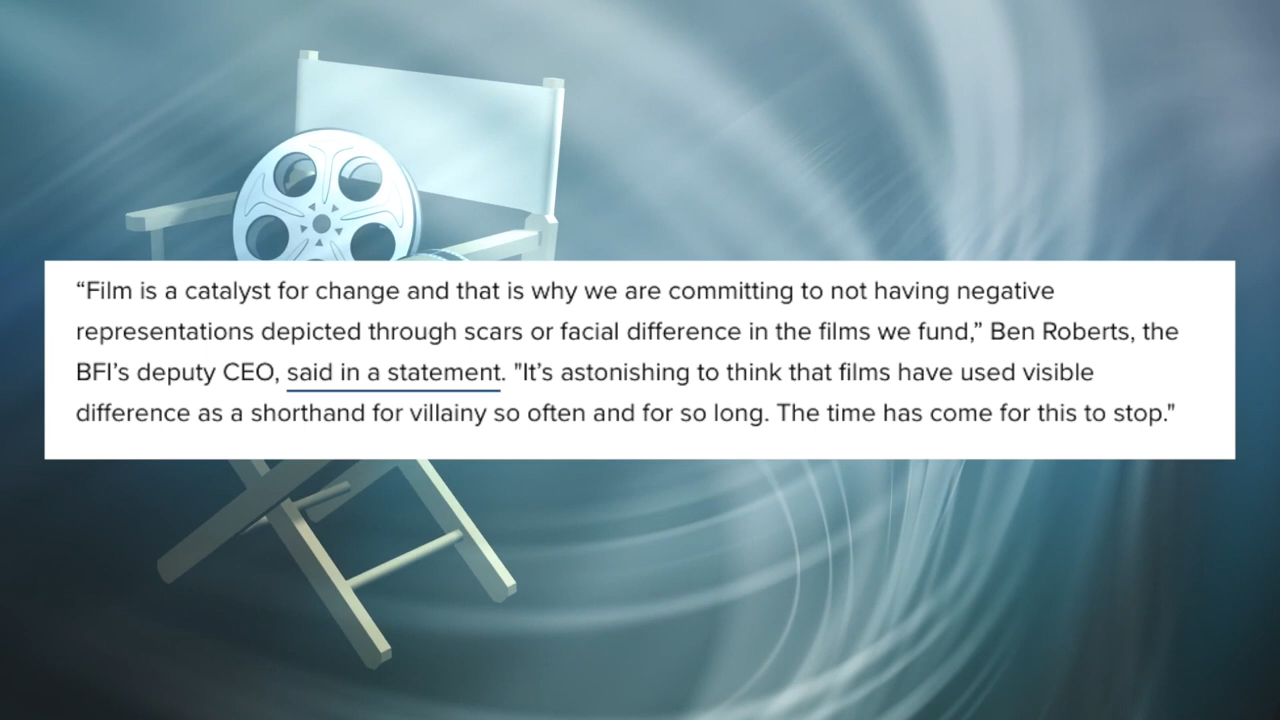 “Film is a catalyst for change and that is why we are committing to not having negative
representations depicted through scars or facial difference in the films we fund,” Ben Roberts, the
BFI’s deputy CEO, said in a statement. "It’s astonishing to think that films have used visible
difference as a shorthand for villainy so often and for so long. The time has come for this to stop."